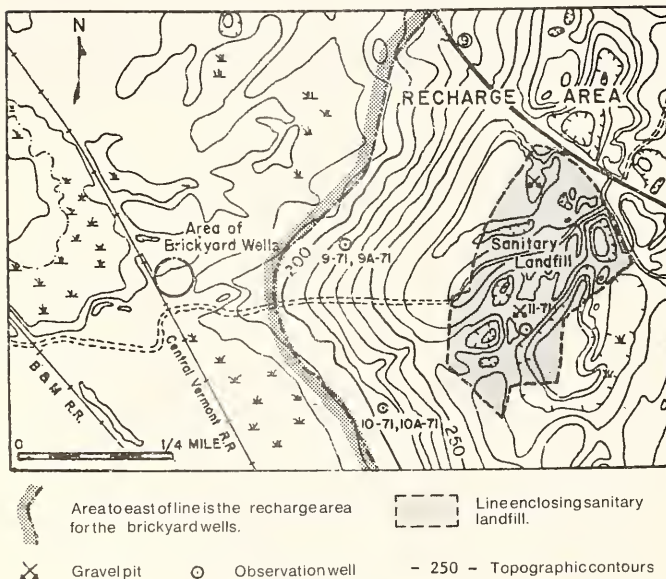 N
RECHARGE AREA
Area of
Brickyard Wells
200
9-71, 9A-71
Sanitary
Landfill
11-71
B & M R.R.
Central Vermont R.R
10-71, 10A-71
250
0 1/4 MILE
Area to east of line is the recharge area
for the brickyard wells.
Line enclosing sanitary
landfill.
Gravel pit
Observation well
- 250 - Topographic contours